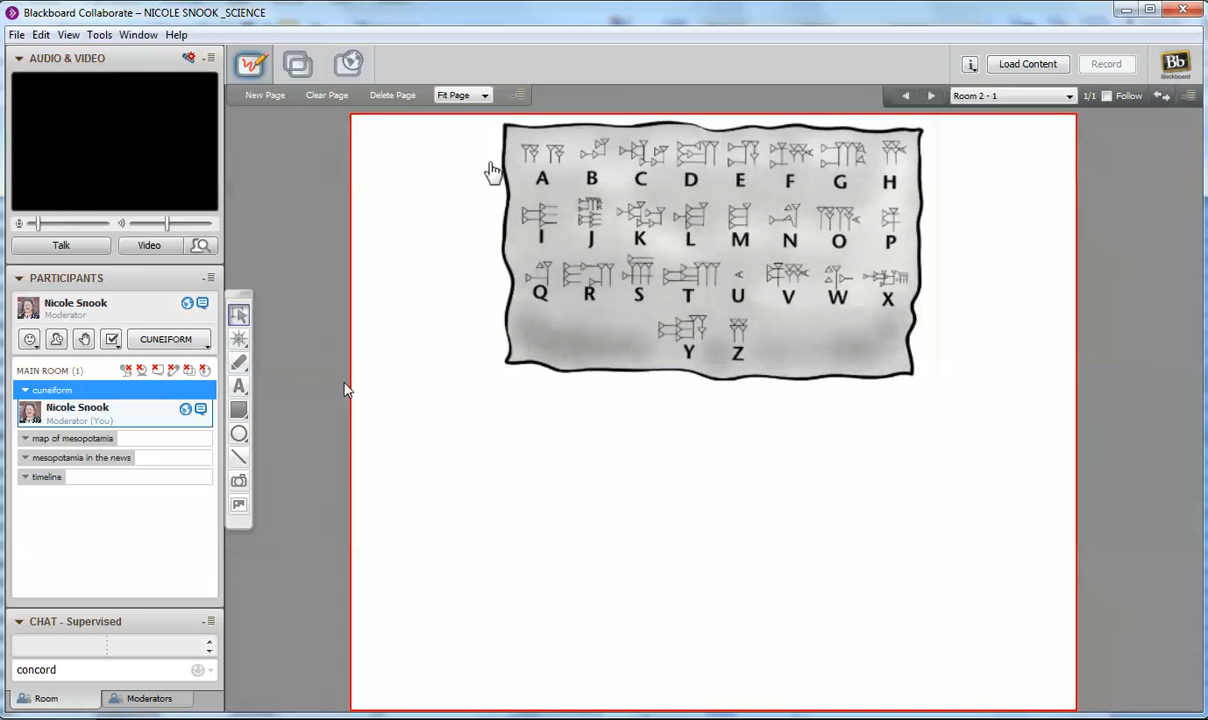 Blackboard Collaborate – NICOLE SNOOK _SCIENCE
File Edit View Tools Window Help
AUDIO & VIDEO
Talk Video
PARTICIPANTS
Nicole Snook
Moderator
CUNEIFORM
MAIN ROOM (1)
cuneiform
Nicole Snook
Moderator (You)
map of mesopotamia
mesopotamia in the news
timeline
CHAT - Supervised
concord
Room Moderators
Load Content Record
Bb
Blackboard
New Page Clear Page Delete Page Fit Page
Room 2 - 1 1/1 Follow
A B C D E F G H
I J K L M N O P
Q R S T U V W X
Y Z